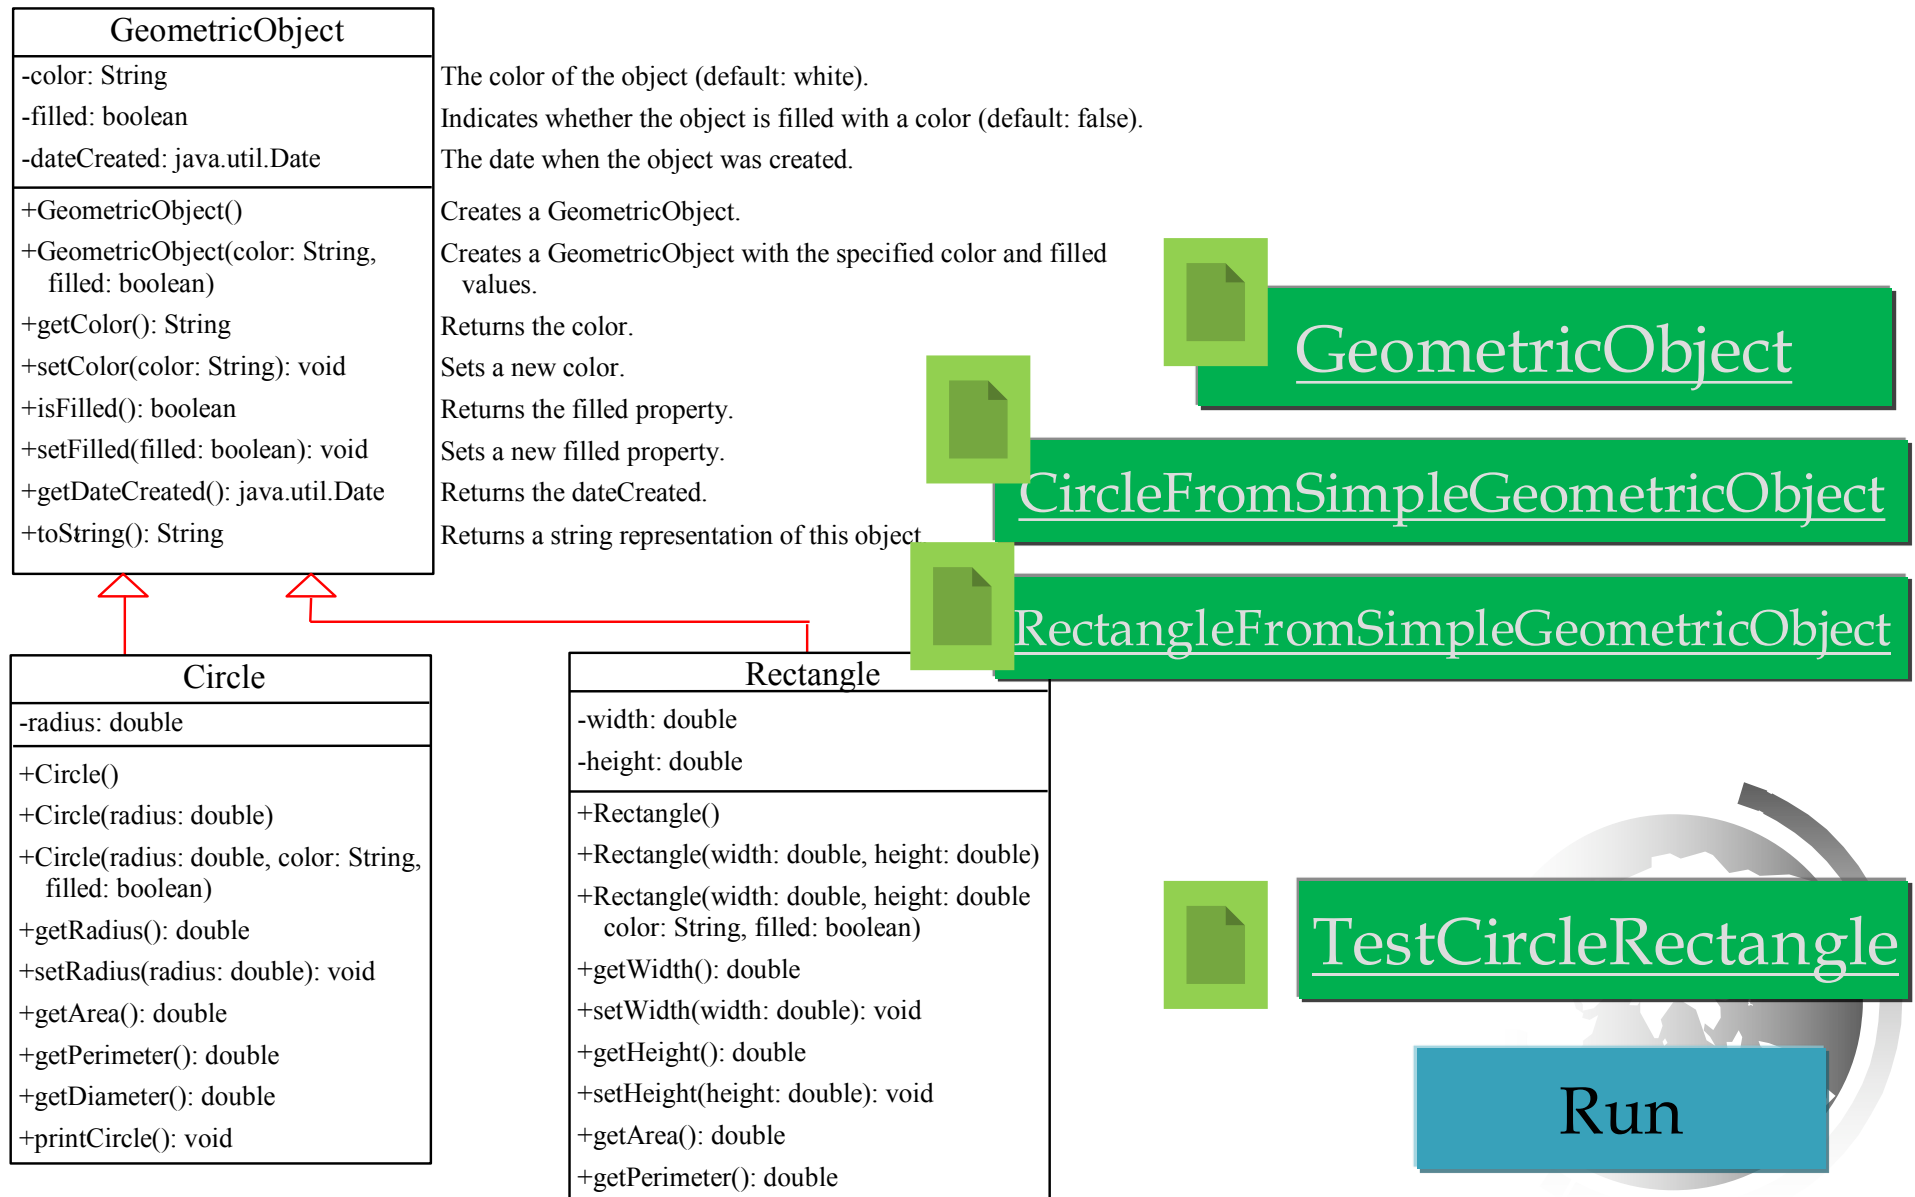 GeometricObject
-color: String
The color of the object (default: white).
-filled: boolean
Indicates whether the object is filled with a color (default: false).
-dateCreated: java.util.Date
The date when the object was created.
+GeometricObject()
Creates a GeometricObject.
+GeometricObject(color: String,
filled: boolean)
Creates a GeometricObject with the specified color and filled
values.
+getColor(): String
Returns the color.
+setColor(color: String): void
Sets a new color.
+isFilled(): boolean
Returns the filled property.
+setFilled(filled: boolean): void
Sets a new filled property.
+getDateCreated(): java.util.Date
Returns the dateCreated.
+toString(): String
Returns a string representation of this object
GeometricObject
CircleFromSimpleGeometricObject
RectangleFromSimpleGeometricObject
Circle
-radius: double
+Circle()
+Circle(radius: double)
+Circle(radius: double, color: String,
filled: boolean)
+getRadius(): double
+setRadius(radius: double): void
+getArea(): double
+getPerimeter(): double
+getDiameter(): double
+printCircle(): void
Rectangle
-width: double
-height: double
+Rectangle()
+Rectangle(width: double, height: double)
+Rectangle(width: double, height: double
color: String, filled: boolean)
+getWidth(): double
+setWidth(width: double): void
+getHeight(): double
+setHeight(height: double): void
+getArea(): double
+getPerimeter(): double
TestCircleRectangle
Run